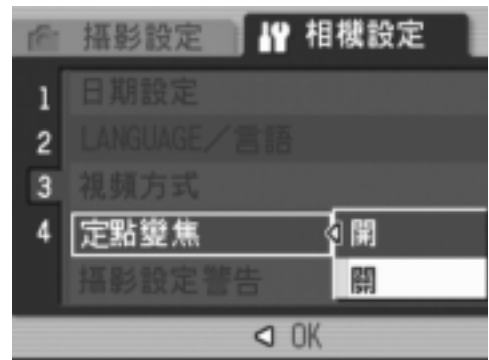 攝影設定 相機設定
1 日期設定
2 LANGUAGE／言語
3 視頻方式
4 定點變焦 開
攝影設定警告 關
OK